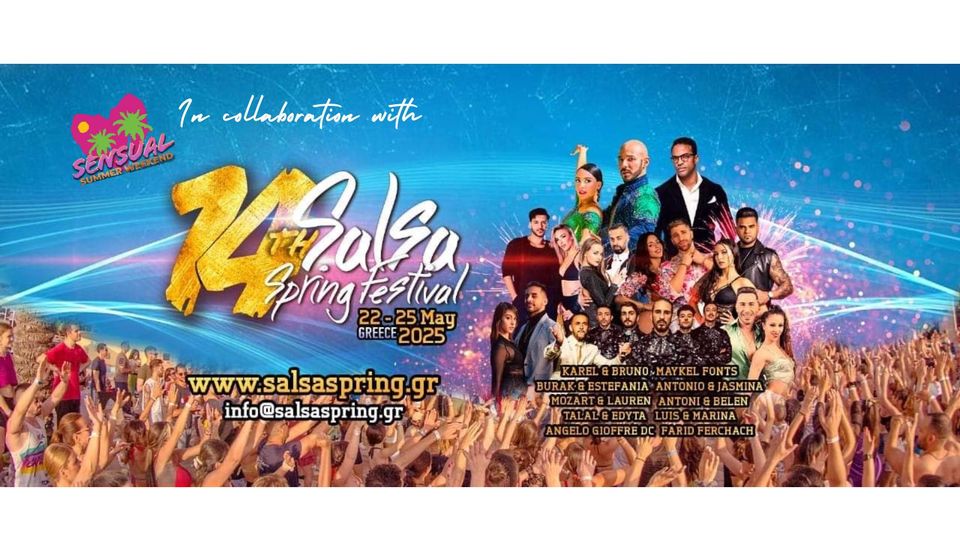 In collaboration with
SENSUAL
SUMMER WEEKEND
14TH Salsa
Spring Festival
22 - 25 May
GREECE 2025
www.salsaspring.gr
info@salsaspring.gr
KAREL & BRUNO MAYKEL FONTS
BURAK & ESTEFANIA ANTONIO & JASMINA
MOZART & LAUREN ANTONI & BELEN
TALAL & EDYTA LUIS & MARINA
ANGELO GIOFFRE DC FARID FERCHACH